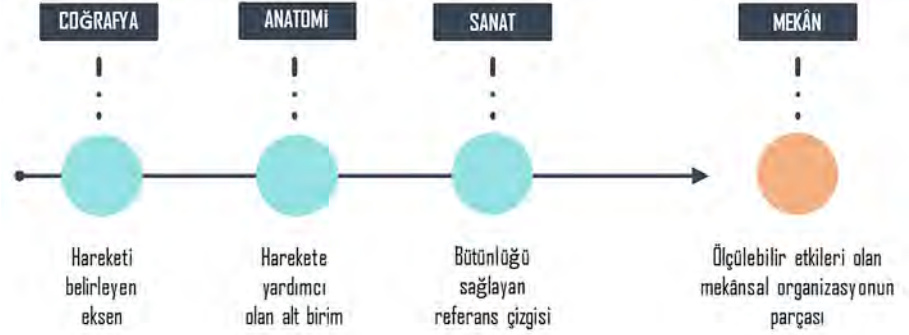 COĞRAFYA
ANATOMİ
SANAT
MEKÂN
Hareketi
belirleyen
eksen
Harekete
yardımcı
olan alt birim
Bütünlüğü
sağlayan
referans çizgisi
Ölçülebilir etkileri olan
mekânsal organizasyonun
parçası